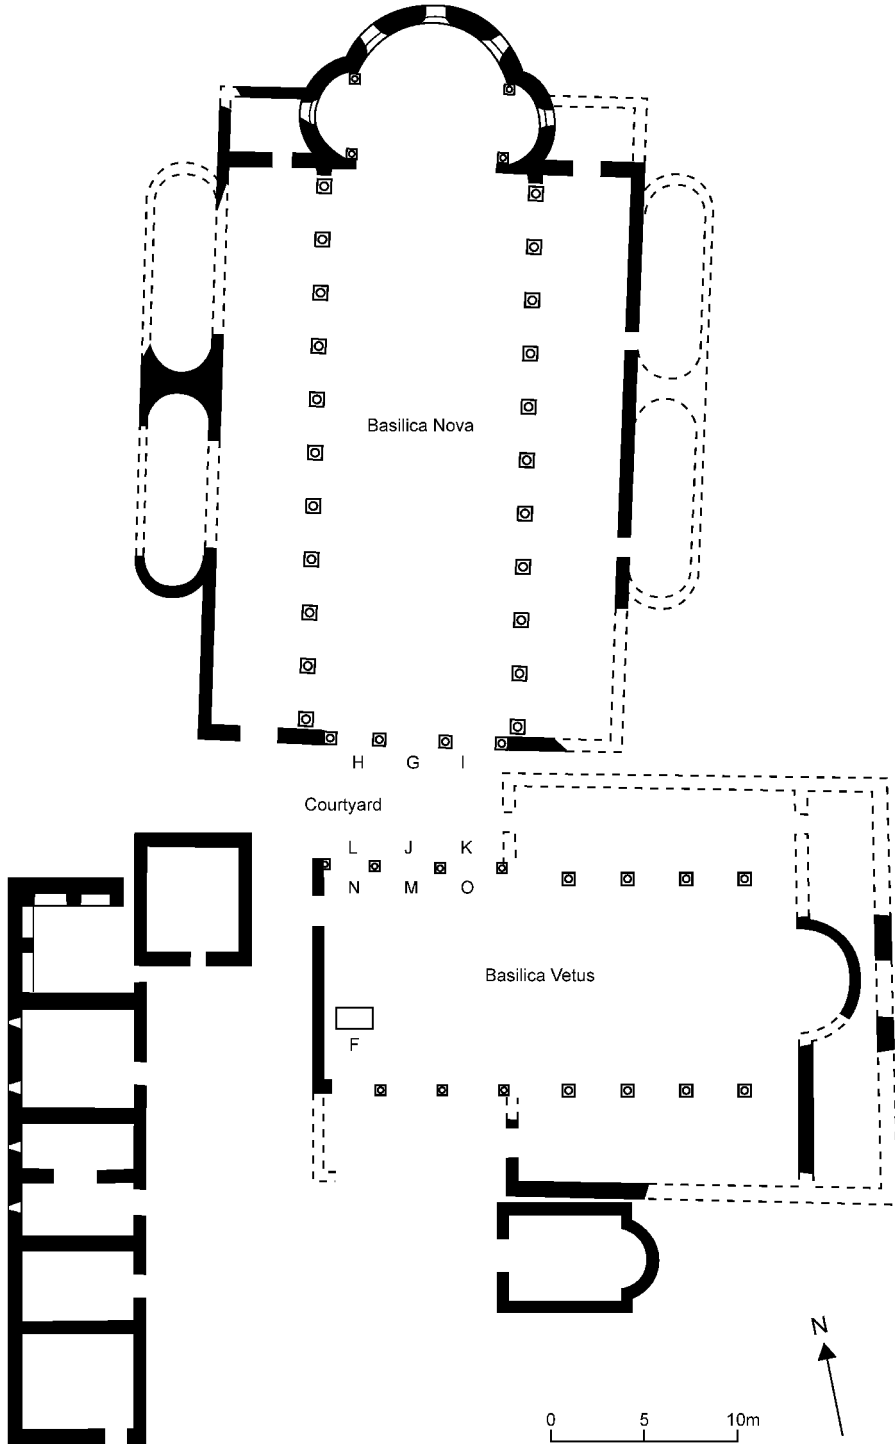 Basilica Nova
H G I
Courtyard
L J K
N M O
Basilica Vetus
F
N
0 5 10m